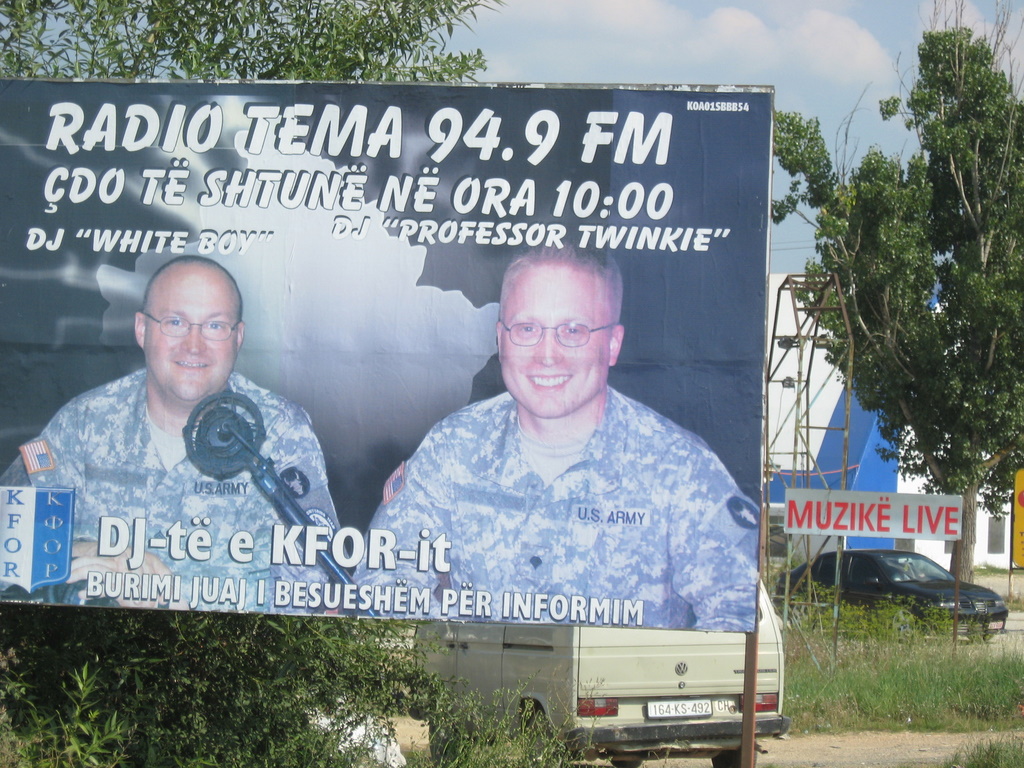 KOA015BBB54
RADIO TEMA 94.9 FM
ÇDO TË SHTUNË NË ORA 10:00
DJ "WHITE BOY"
DJ "PROFESSOR TWINKIE"
U.S. ARMY
U.S. ARMY
KFOR
КФОР
DJ-të e KFOR-it
BURIMI JUAJ I BESUESHËM PËR INFORMIM
MUZIKË LIVE
164-KS-492
CH